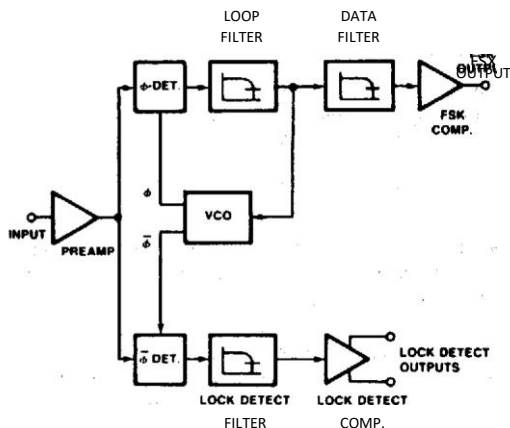 LOOP
FILTER
DATA
FILTER
OUTPUT
ϕ-DET.
FSK
COMP.
ϕ
VCO
INPUT
PREAMP
ϕ̅
ϕ̅ DET.
LOCK DETECT
OUTPUTS
LOCK DETECT
FILTER
LOCK DETECT
COMP.